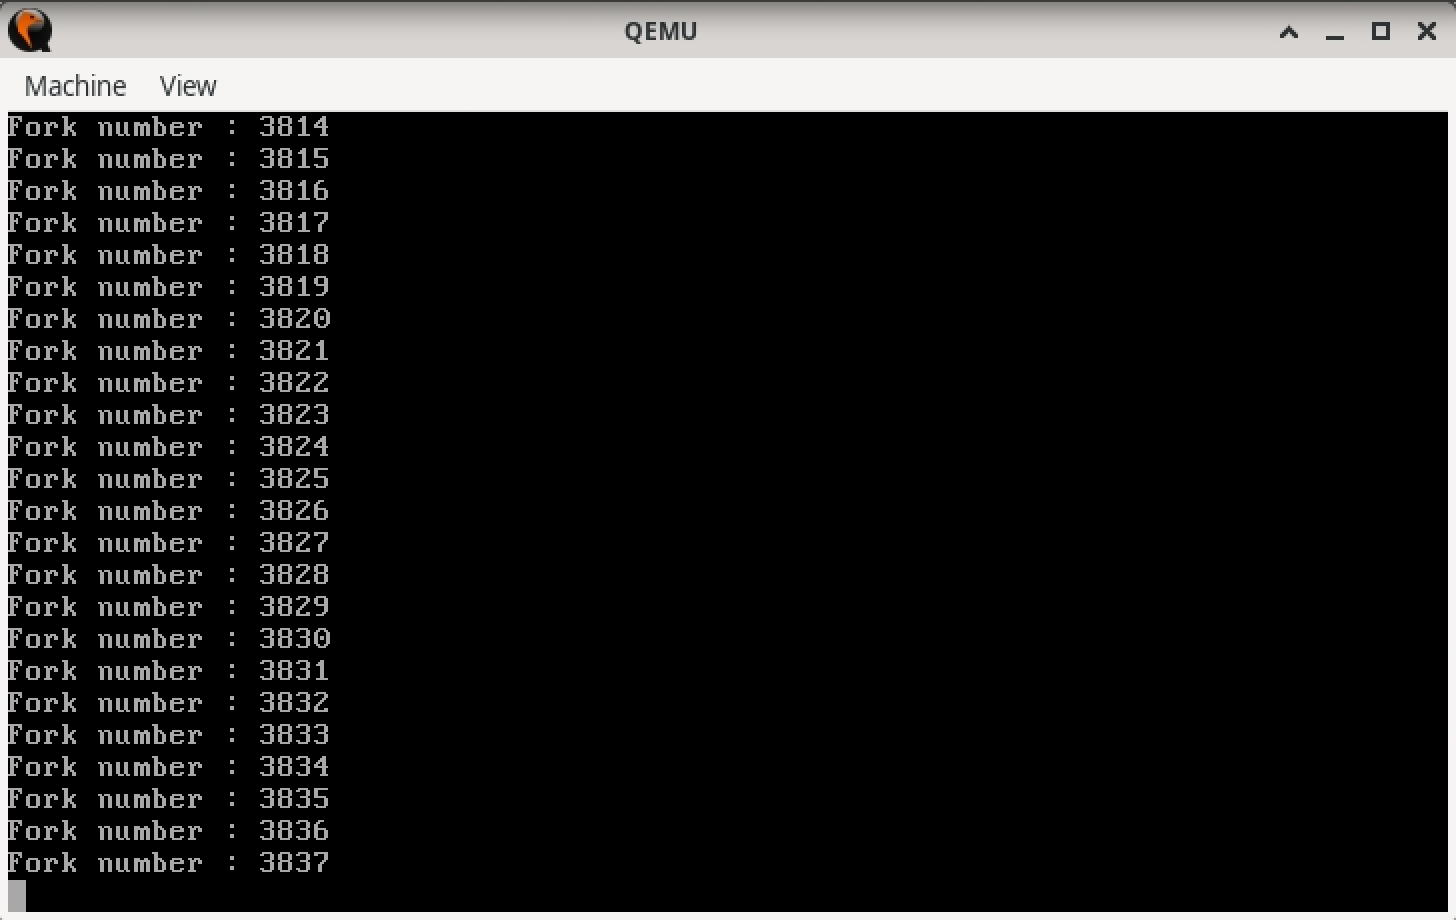 QEMU
Machine View
Fork number : 3814
Fork number : 3815
Fork number : 3816
Fork number : 3817
Fork number : 3818
Fork number : 3819
Fork number : 3820
Fork number : 3821
Fork number : 3822
Fork number : 3823
Fork number : 3824
Fork number : 3825
Fork number : 3826
Fork number : 3827
Fork number : 3828
Fork number : 3829
Fork number : 3830
Fork number : 3831
Fork number : 3832
Fork number : 3833
Fork number : 3834
Fork number : 3835
Fork number : 3836
Fork number : 3837